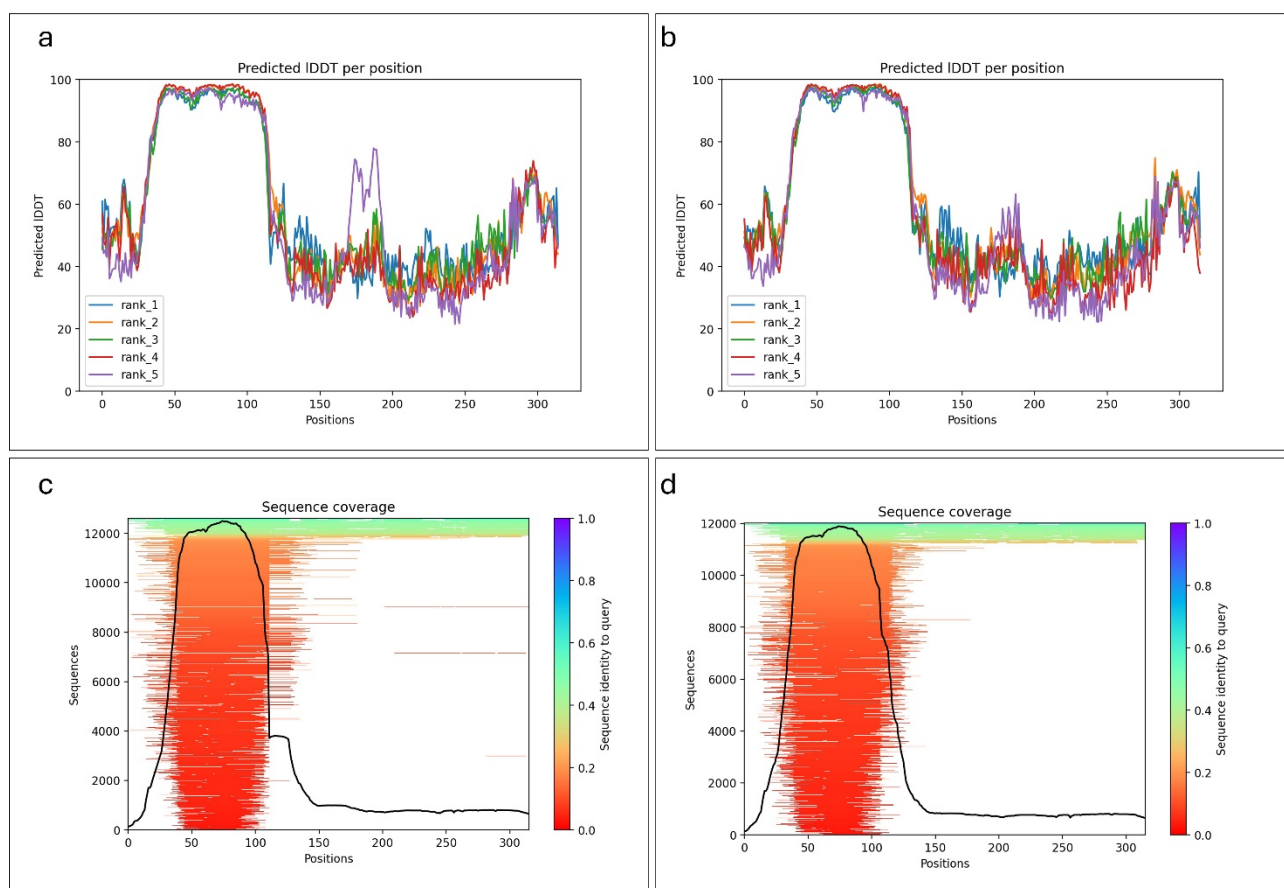 a
Predicted lDDT per position
100
80
60
40
20
0
Predicted lDDT
rank_1
rank_2
rank_3
rank_4
rank_5
0 50 100 150 200 250 300
Positions
b
Predicted lDDT per position
100
80
60
40
20
0
Predicted lDDT
rank_1
rank_2
rank_3
rank_4
rank_5
0 50 100 150 200 250 300
Positions
c
Sequence coverage
12000
10000
8000
6000
4000
2000
0
Sequences
0 50 100 150 200 250 300
Positions
1.0
0.8
0.6
0.4
0.2
0.0
Sequence identity to query
d
Sequence coverage
12000
10000
8000
6000
4000
2000
0
Sequences
0 50 100 150 200 250 300
Positions
1.0
0.8
0.6
0.4
0.2
0.0
Sequence identity to query